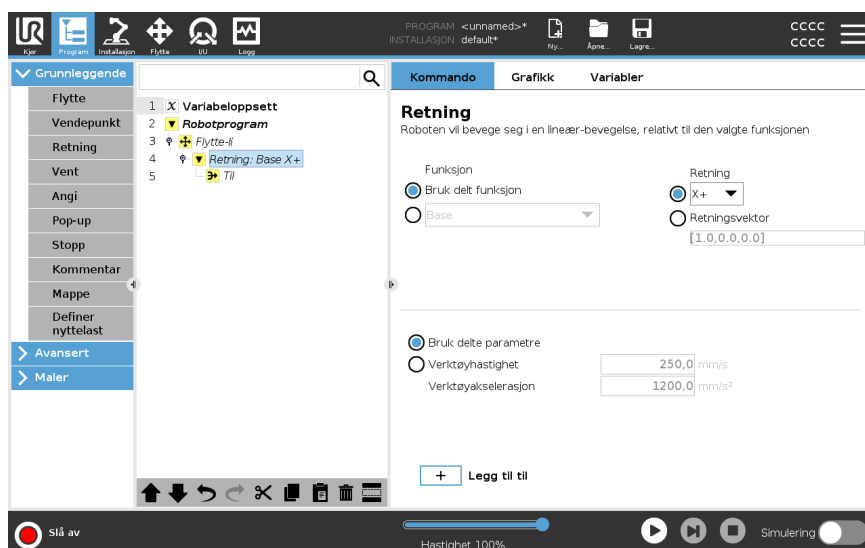 UR
Kjør
Program
Installasjon
Flytte
I/U
Logg
PROGRAM <unnamed>*
INSTALLASJON default*
Ny...
Åpne...
Lagre...
CCCC
CCCC
Grunnleggende
Flytte
Vendepunkt
Retning
Vent
Angi
Pop-up
Stopp
Kommentar
Mappe
Definer
nyttelast
Avansert
Maler
1 X Variabeloppsett
2 Robotprogram
3 Flytte-li
4 Retning: Base X+
5 Til
Kommando
Grafikk
Variabler
Retning
Roboten vil bevege seg i en lineær-bevegelse, relativt til den valgte funksjonen
Funksjon
Bruk delt funksjon
Base
Retning
X+
Retningsvektor
[1.0,0.0,0.0]
Bruk delte parametre
Verktøyhastighet 250,0 mm/s
Verktøyakselerasjon 1200,0 mm/s²
+ Legg til til
Slå av
Hastighet 100%
Simulering